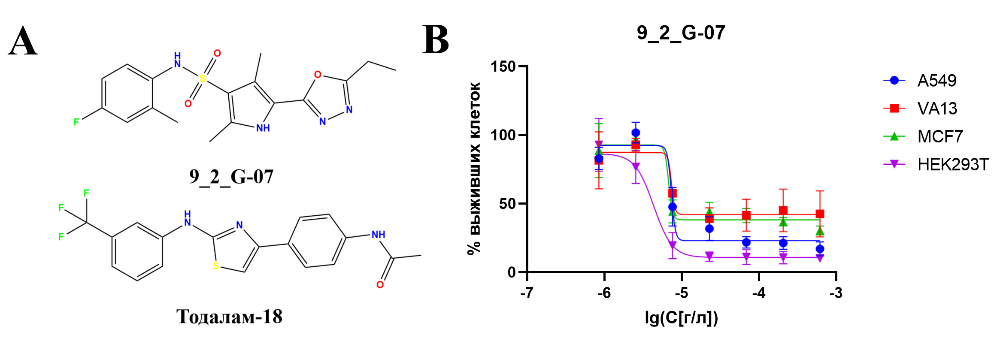 A
H
N
O
S
O
F
NH
O
N
N
9_2_G-07
F
F
F
H
N
N
S
NH
O
Тодалам-18
B
9_2_G-07
% выживших клеток
150
100
50
0
-7 -6 -5 -4 -3
lg(C[г/л])
A549
VA13
MCF7
HEK293T